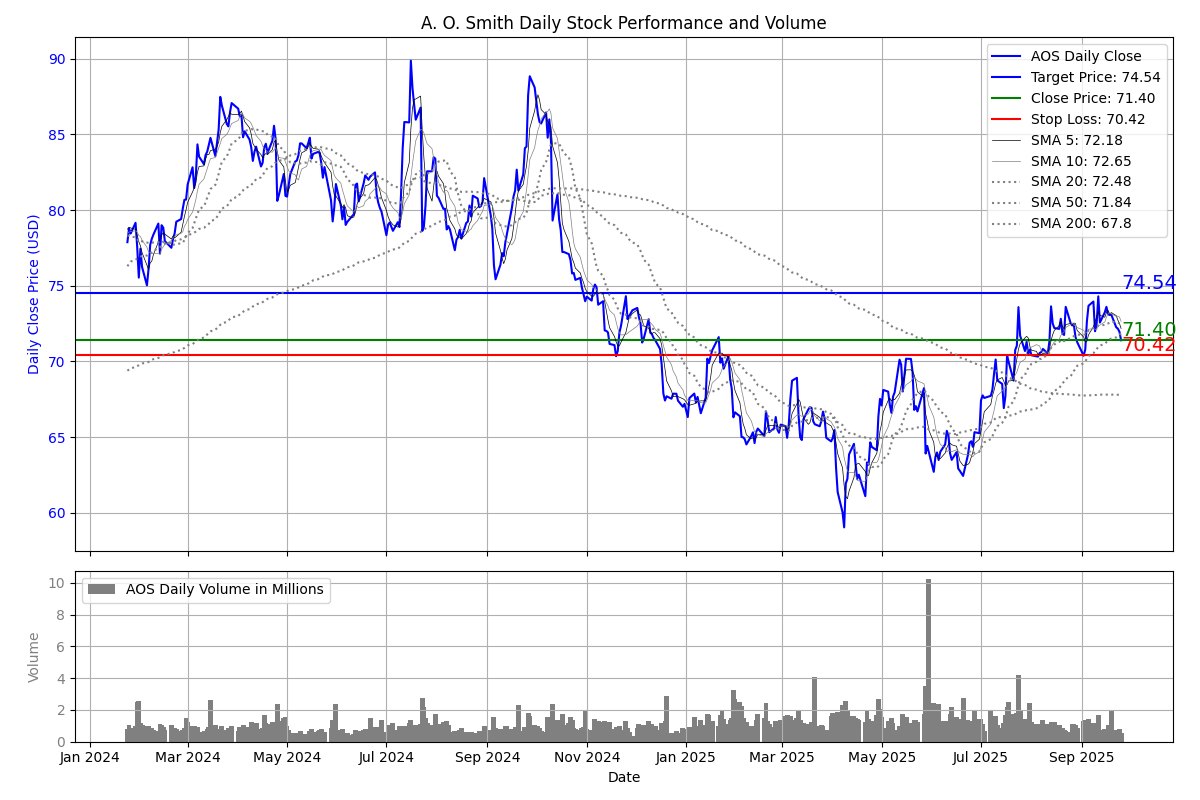 A. O. Smith Daily Stock Performance and Volume
Daily Close Price (USD)
90
85
80
75
70
65
60
AOS Daily Close
Target Price: 74.54
Close Price: 71.40
Stop Loss: 70.42
SMA 5: 72.18
SMA 10: 72.65
SMA 20: 72.48
SMA 50: 71.84
SMA 200: 67.8
74.54
71.40
70.42
Volume
10
8
6
4
2
0
AOS Daily Volume in Millions
Jan 2024 Mar 2024 May 2024 Jul 2024 Sep 2024 Nov 2024 Jan 2025 Mar 2025 May 2025 Jul 2025 Sep 2025
Date